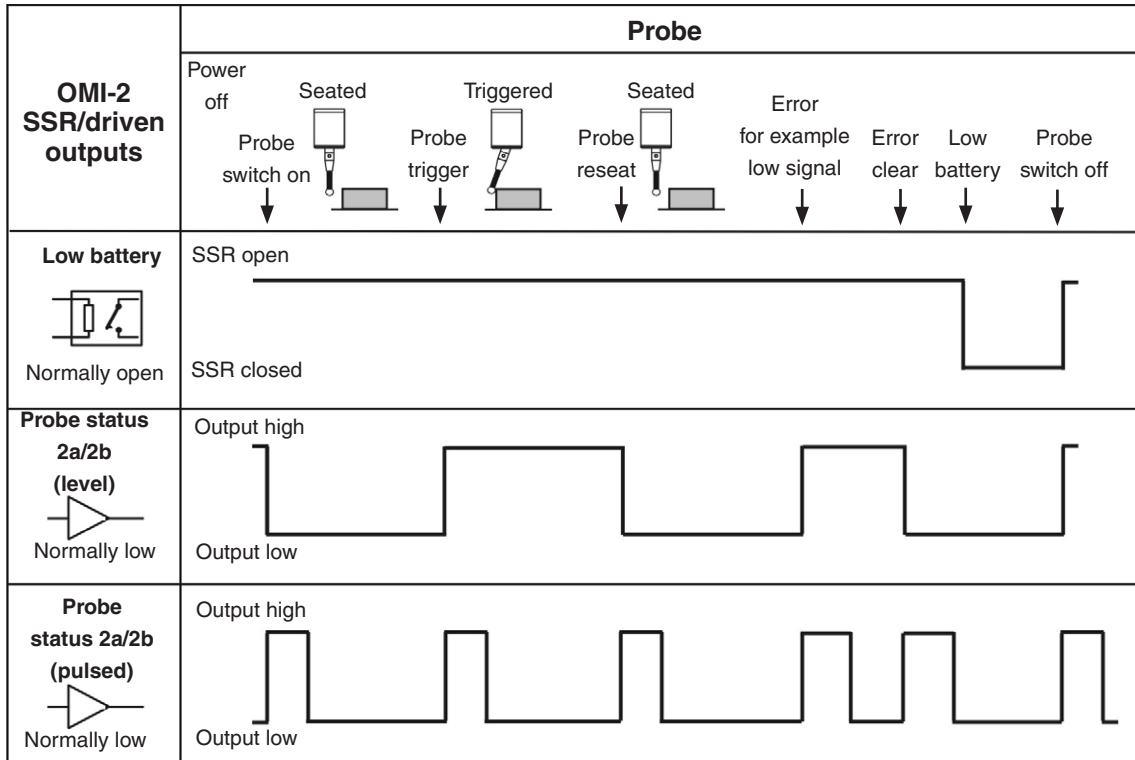 OMI-2
SSR/driven
outputs
Probe
Power
off
Probe
switch on
Seated
Probe
trigger
Triggered
Probe
reseat
Seated
Error
for example
low signal
Error
clear
Low
battery
Probe
switch off
Low battery
Normally open
SSR open
SSR closed
Probe status
2a/2b
(level)
Normally low
Output high
Output low
Probe
status 2a/2b
(pulsed)
Normally low
Output high
Output low